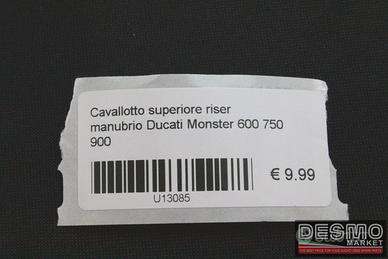 Cavallotto superiore riser
manubrio Ducati Monster 600 750
900
€ 9.99
U13085
DESMO
MARKET